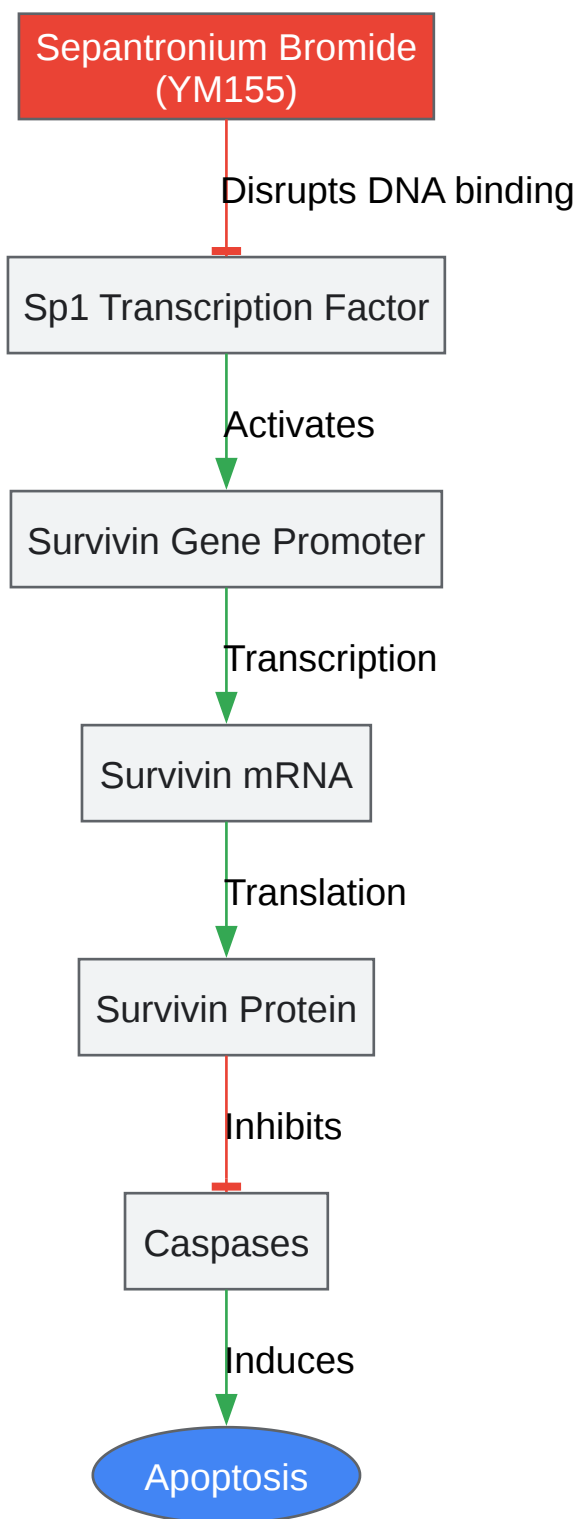 Sepantronium Bromide
(YM155)
Disrupts DNA binding
Sp1 Transcription Factor
Activates
Survivin Gene Promoter
Transcription
Survivin mRNA
Translation
Survivin Protein
Inhibits
Caspases
Induces
Apoptosis